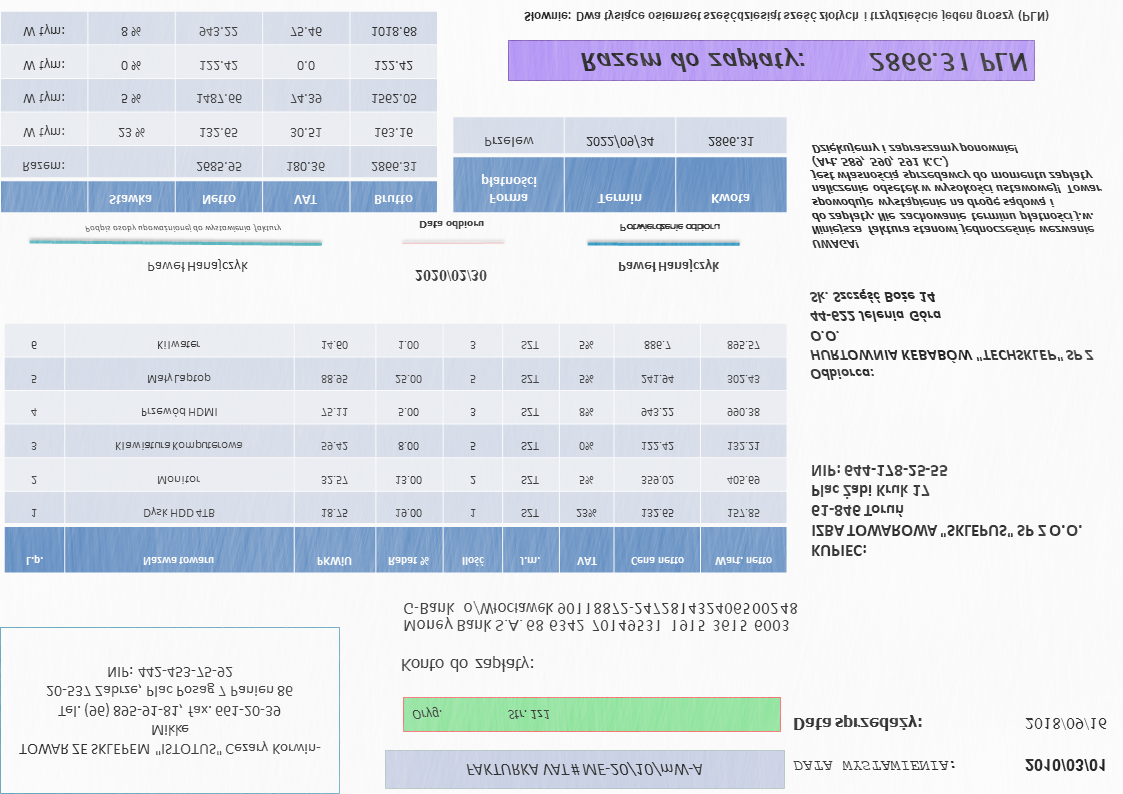 FAKTURKA VAT# ME-20/10/mW-A
DATA WYSTAWIENIA: 2010/03/01
Data sprzedaży: 2018/09/16
Oryg. Str. 1z1
TOWAR ZE SKLEPEM "ISTOTUS" Cezary Korwin-
Mikke
Tel. (96) 895-91-81, fax. 661-20-39
20-537 Zabrze, Plac Posag 7 Panien 86
NIP: 442-453-75-92
Konto do zapłaty:
Money Bank S.A. 68 6342 70149531 1915 3615 6003
G-Bank o/Włocławek 90118872-247281432406500248
L.p. Nazwa towaru PKWiU Rabat % Ilość J.m. VAT Cena netto Wart. netto
1 Dysk HDD 4TB 18.75 19.00 1 SZT 23% 132.65 157.85
2 Monitor 32.57 13.00 2 SZT 5% 359.02 405.69
3 Klawiatura Komputerowa 59.42 8.00 5 SZT 0% 122.42 132.21
4 Przewód HDMI 75.11 5.00 3 SZT 8% 943.22 990.38
5 Mały Laptop 88.95 25.00 5 SZT 5% 241.94 302.43
6 Kilwater 14.60 1.00 3 SZT 5% 886.7 895.57
KUPIEC:
IZBA TOWAROWA "SKLEPUS" SP Z O.O.
61-846 Toruń
Plac Żabi Kruk 17
NIP: 644-178-25-55
Odbiorca:
HURTOWNIA KEBABÓW "TECHSKLEP" SP Z
O.O.
44-622 Jelenia Góra
Sk. Szczęść Boże 14
Paweł Hanajczyk
Podpis osoby upoważnionej do wystawienia faktury
2020/02/30
Data odbioru
Paweł Hanajczyk
Potwierdzenie odbioru
UWAGA!
Niniejsza faktura stanowi jednocześnie wezwanie
do zapłaty. Nie zachowanie terminu płatności j.w.
spowoduje wystąpienie na drogę sądową i
naliczenie odsetek w wysokości ustawowej! Towar
jest własnością sprzedawcy do momentu zapłaty
(Art. 589, 590, 591 K.C.)
Dziękujemy i zapraszamy ponownie!
Stawka Netto VAT Brutto
Razem: 2685.95 180.36 2866.31
W tym: 23 % 132.65 30.51 163.16
W tym: 5 % 1487.66 74.39 1562.05
W tym: 0 % 122.42 0.0 122.42
W tym: 8 % 943.22 75.46 1018.68
Forma
płatności Termin Kwota
Przelew 2022/09/34 2866.31
Razem do zapłaty: 2866.31 PLN
Słownie: Dwa tysiące osiemset sześćdziesiąt sześć złotych i trzydzieście jeden groszy (PLN)